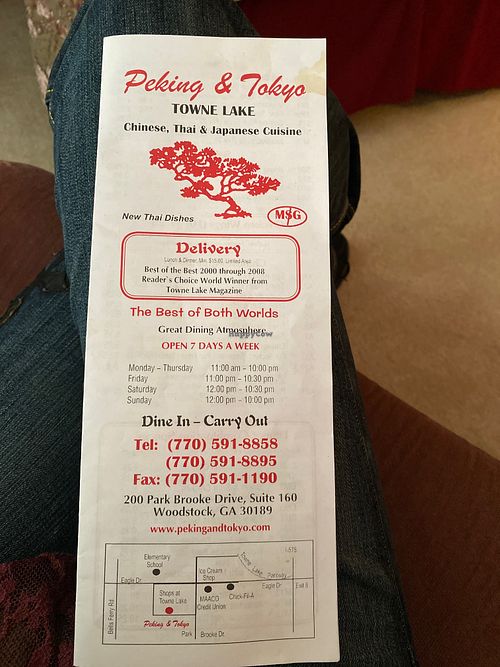 Peking & Tokyo
TOWNE LAKE
Chinese, Thai & Japanese Cuisine
New Thai Dishes
MSG
Delivery
Lunch & Dinner, Min. $15.00 Limited Area
Best of the Best 2000 through 2008
Reader's Choice World Winner from
Towne Lake Magazine
The Best of Both Worlds
Great Dining Atmosphere
HappyCow
OPEN 7 DAYS A WEEK
Monday – Thursday 11:00 am – 10:00 pm
Friday 11:00 pm – 10:30 pm
Saturday 12:00 pm – 10:30 pm
Sunday 12:00 pm – 10:00 pm
Dine In – Carry Out
Tel: (770) 591-8858
(770) 591-8895
Fax: (770) 591-1190
200 Park Brooke Drive, Suite 160
Woodstock, GA 30189
www.pekingandtokyo.com
Elementary
School
Ice Cream
Shop
Towne Lake Parkway
I-575
Eagle Dr.
Eagle Dr.
Exit 8
Bells Ferry Rd
Shops at
Towne Lake
MAACO
Credit Union
Chick-Fil-A
Peking & Tokyo
Park Brooke Dr.